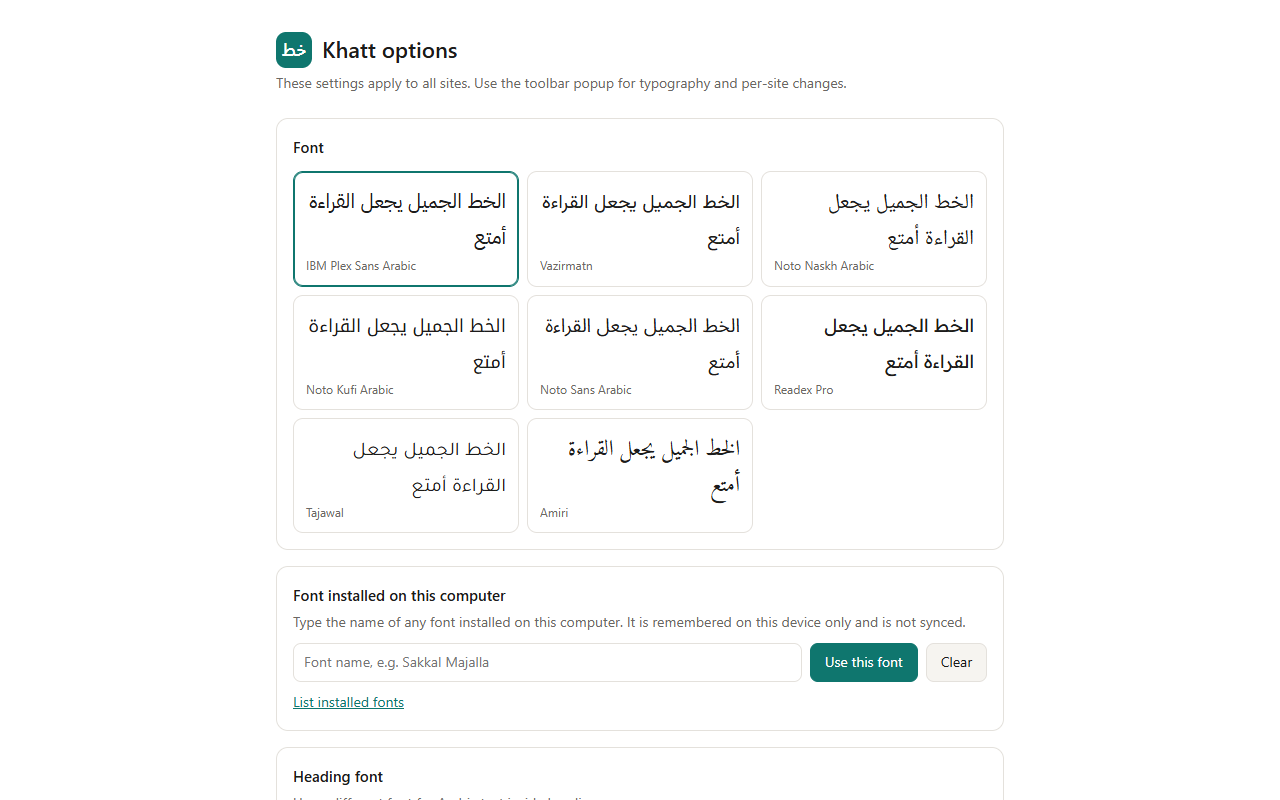 خط
Khatt options
These settings apply to all sites. Use the toolbar popup for typography and per-site changes.
Font
الخط الجميل يجعل القراءة
أمتع
IBM Plex Sans Arabic
الخط الجميل يجعل القراءة
أمتع
Vazirmatn
الخط الجميل يجعل
القراءة أمتع
Noto Naskh Arabic
الخط الجميل يجعل القراءة
أمتع
Noto Kufi Arabic
الخط الجميل يجعل القراءة
أمتع
Noto Sans Arabic
الخط الجميل يجعل
القراءة أمتع
Readex Pro
الخط الجميل يجعل
القراءة أمتع
Tajawal
الخط الجميل يجعل القراءة
أمتع
Amiri
Font installed on this computer
Type the name of any font installed on this computer. It is remembered on this device only and is not synced.
Font name, e.g. Sakkal Majalla
Use this font
Clear
List installed fonts
Heading font